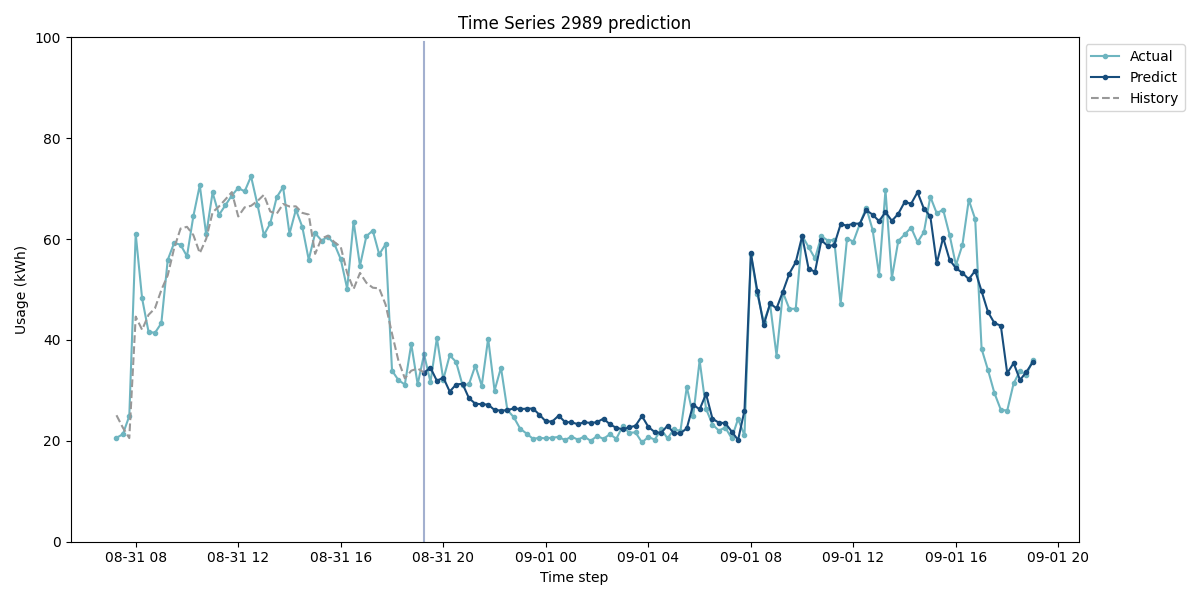 Time Series 2989 prediction
100
80
60
40
20
0
Usage (kWh)
08-31 08
08-31 12
08-31 16
08-31 20
09-01 00
09-01 04
09-01 08
09-01 12
09-01 16
09-01 20
Time step
Actual
Predict
History